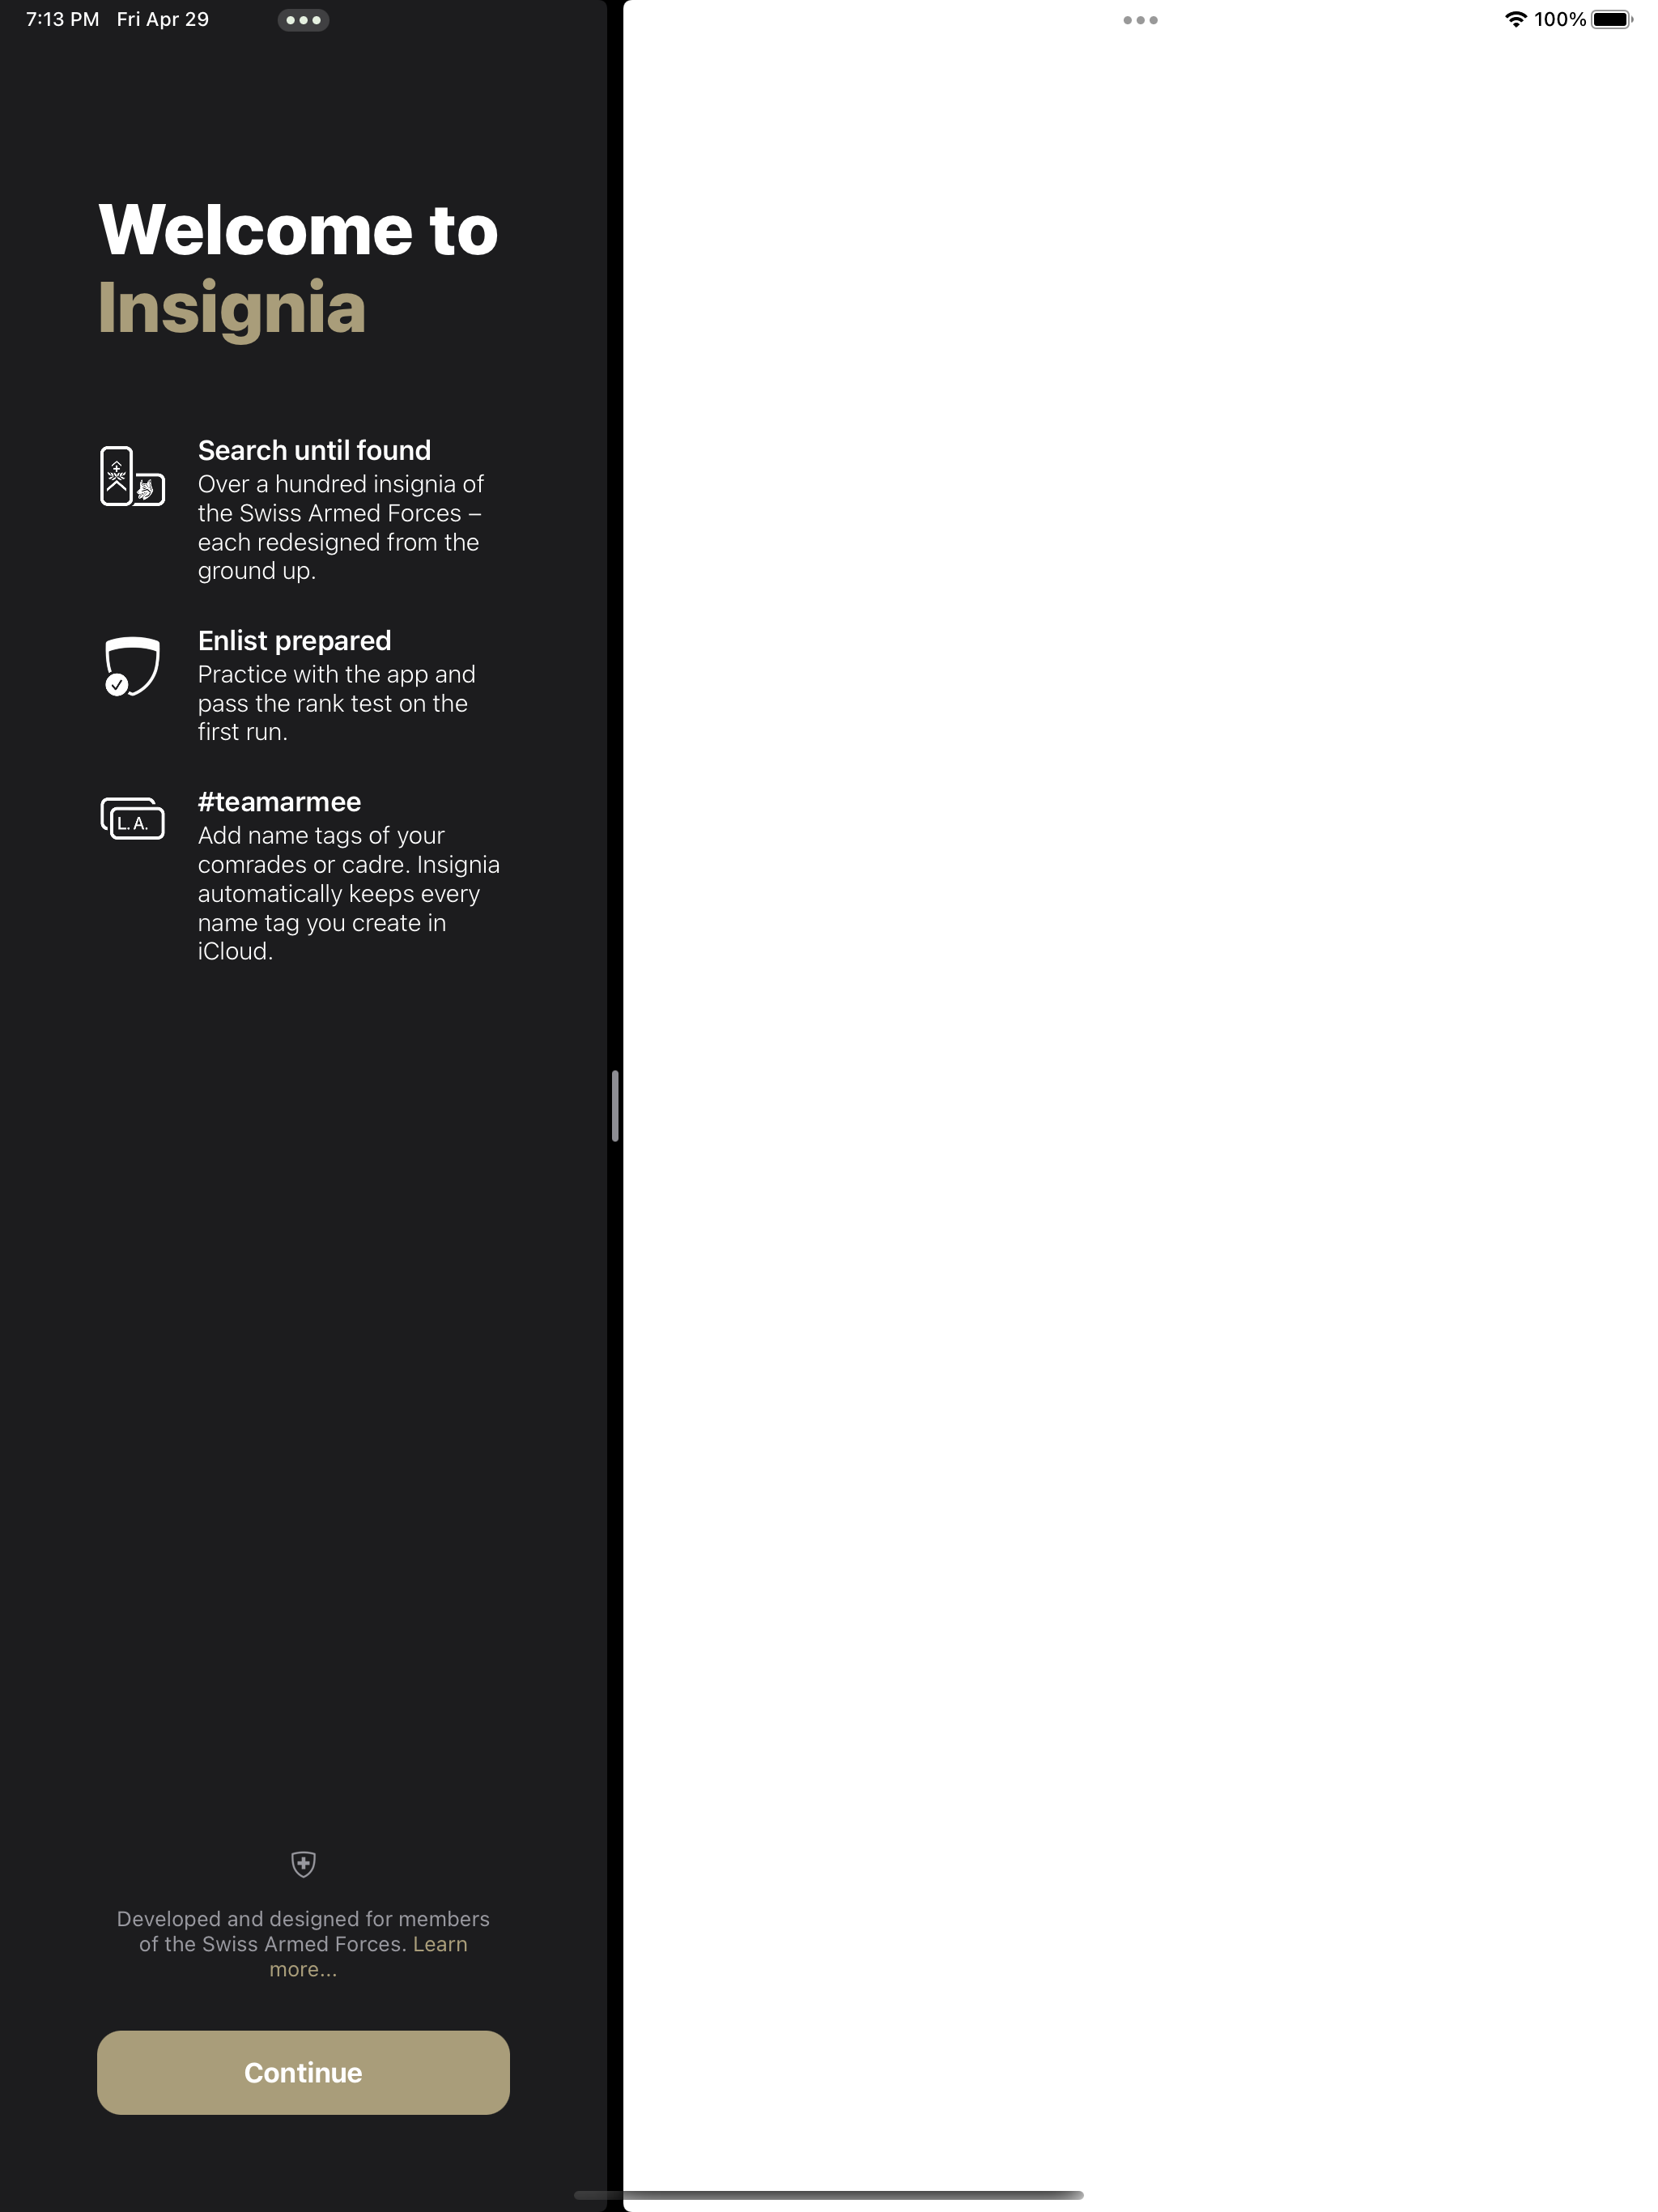 7:13 PM Fri Apr 29
100%
Welcome to
Insignia
Search until found
Over a hundred insignia of
the Swiss Armed Forces –
each redesigned from the
ground up.
Enlist prepared
Practice with the app and
pass the rank test on the
first run.
L. A.
#teamarmee
Add name tags of your
comrades or cadre. Insignia
automatically keeps every
name tag you create in
iCloud.
Developed and designed for members
of the Swiss Armed Forces. Learn
more...
Continue